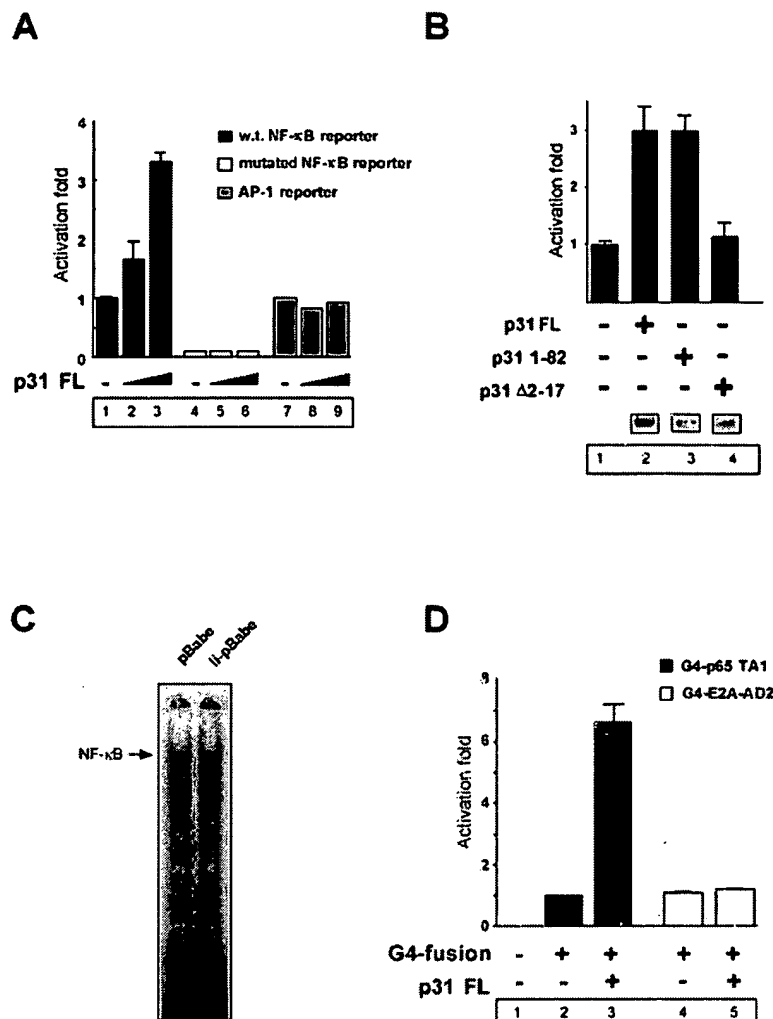 A
4
3
2
1
0
Activation fold
w.t. NF-κB reporter
mutated NF-κB reporter
AP-1 reporter
p31 FL - - -
1 2 3 4 5 6 7 8 9
B
3
2
1
Activation fold
p31 FL - + - -
p31 1-82 - - + -
p31 Δ2-17 - - - +
1 2 3 4
C
pBabe
Ii-pBabe
NF-κB
D
8
6
4
2
0
Activation fold
G4-p65 TA1
G4-E2A-AD2
G4-fusion - + + + +
p31 FL - - + - +
1 2 3 4 5